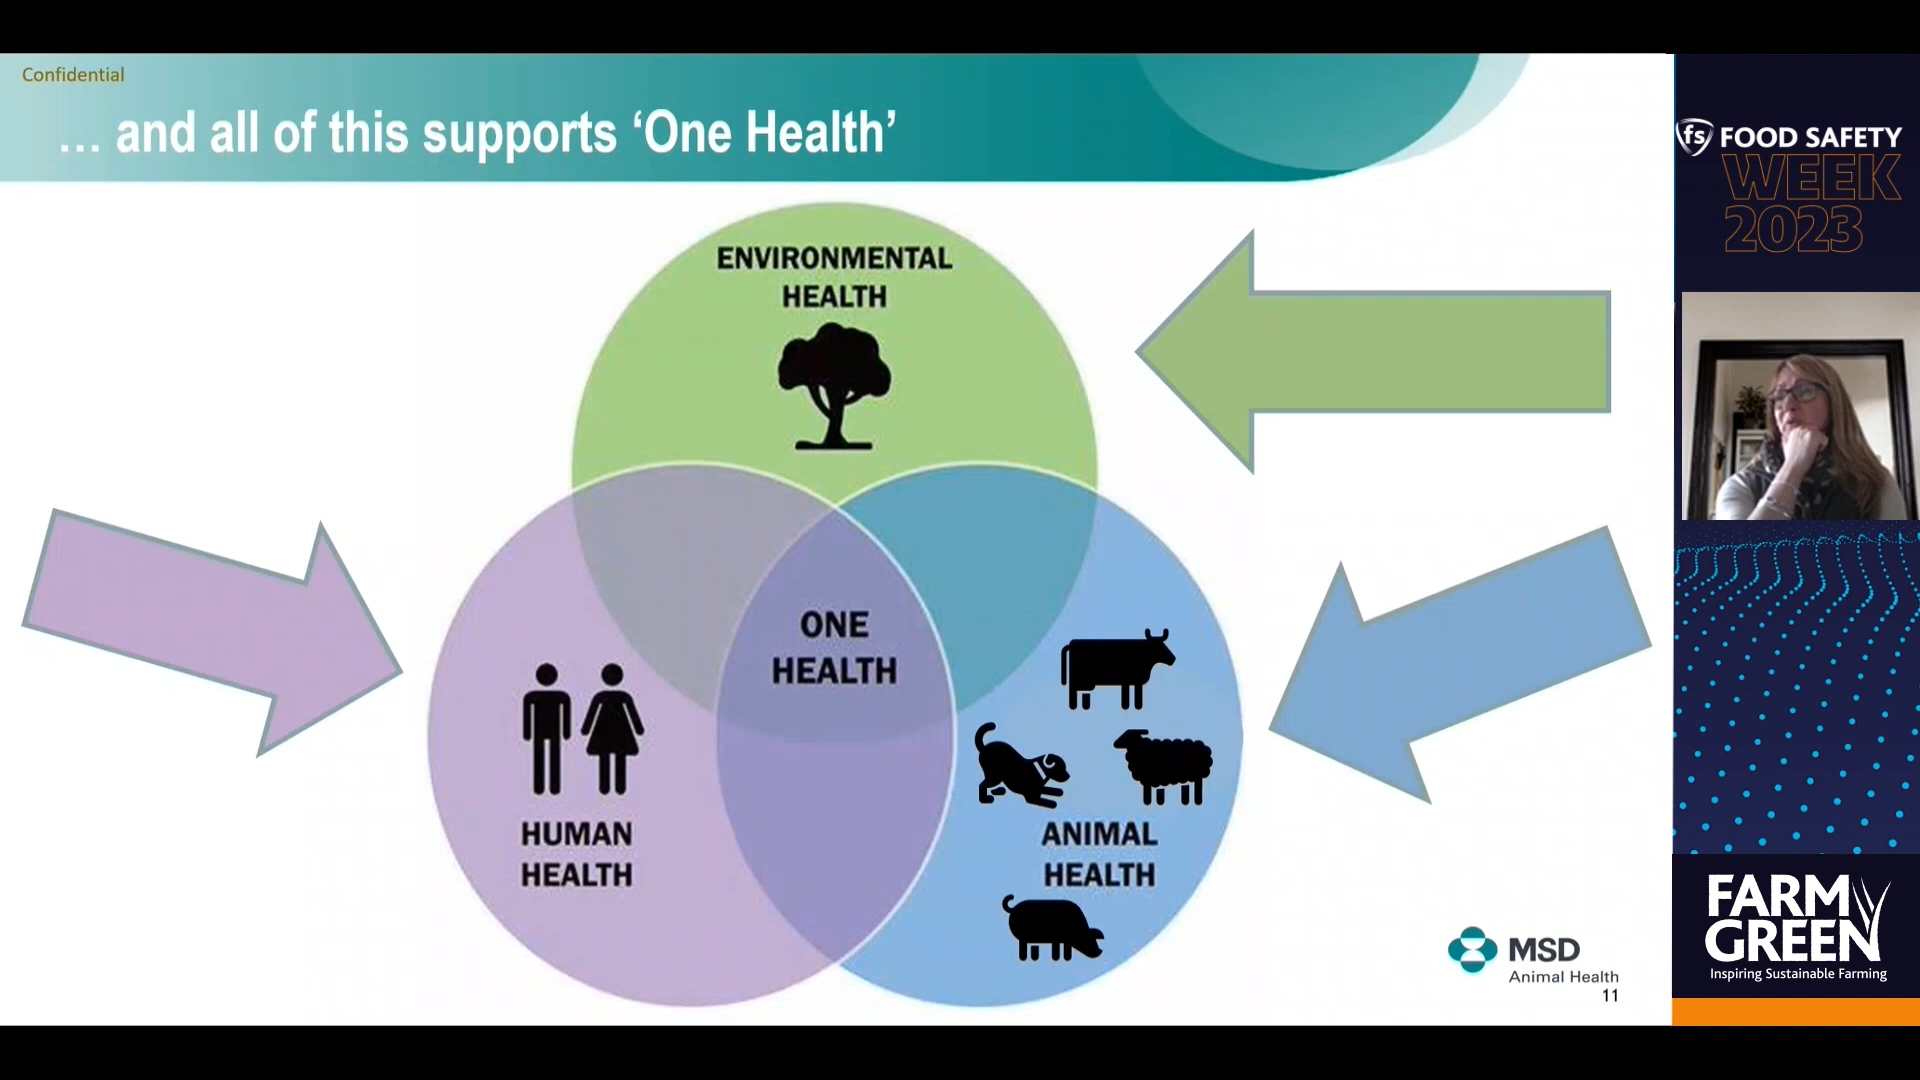 Confidential
… and all of this supports ‘One Health’
ENVIRONMENTAL
HEALTH
ONE
HEALTH
HUMAN
HEALTH
ANIMAL
HEALTH
MSD
Animal Health
11
fs FOOD SAFETY
WEEK
2023
FARM
GREEN
Inspiring Sustainable Farming